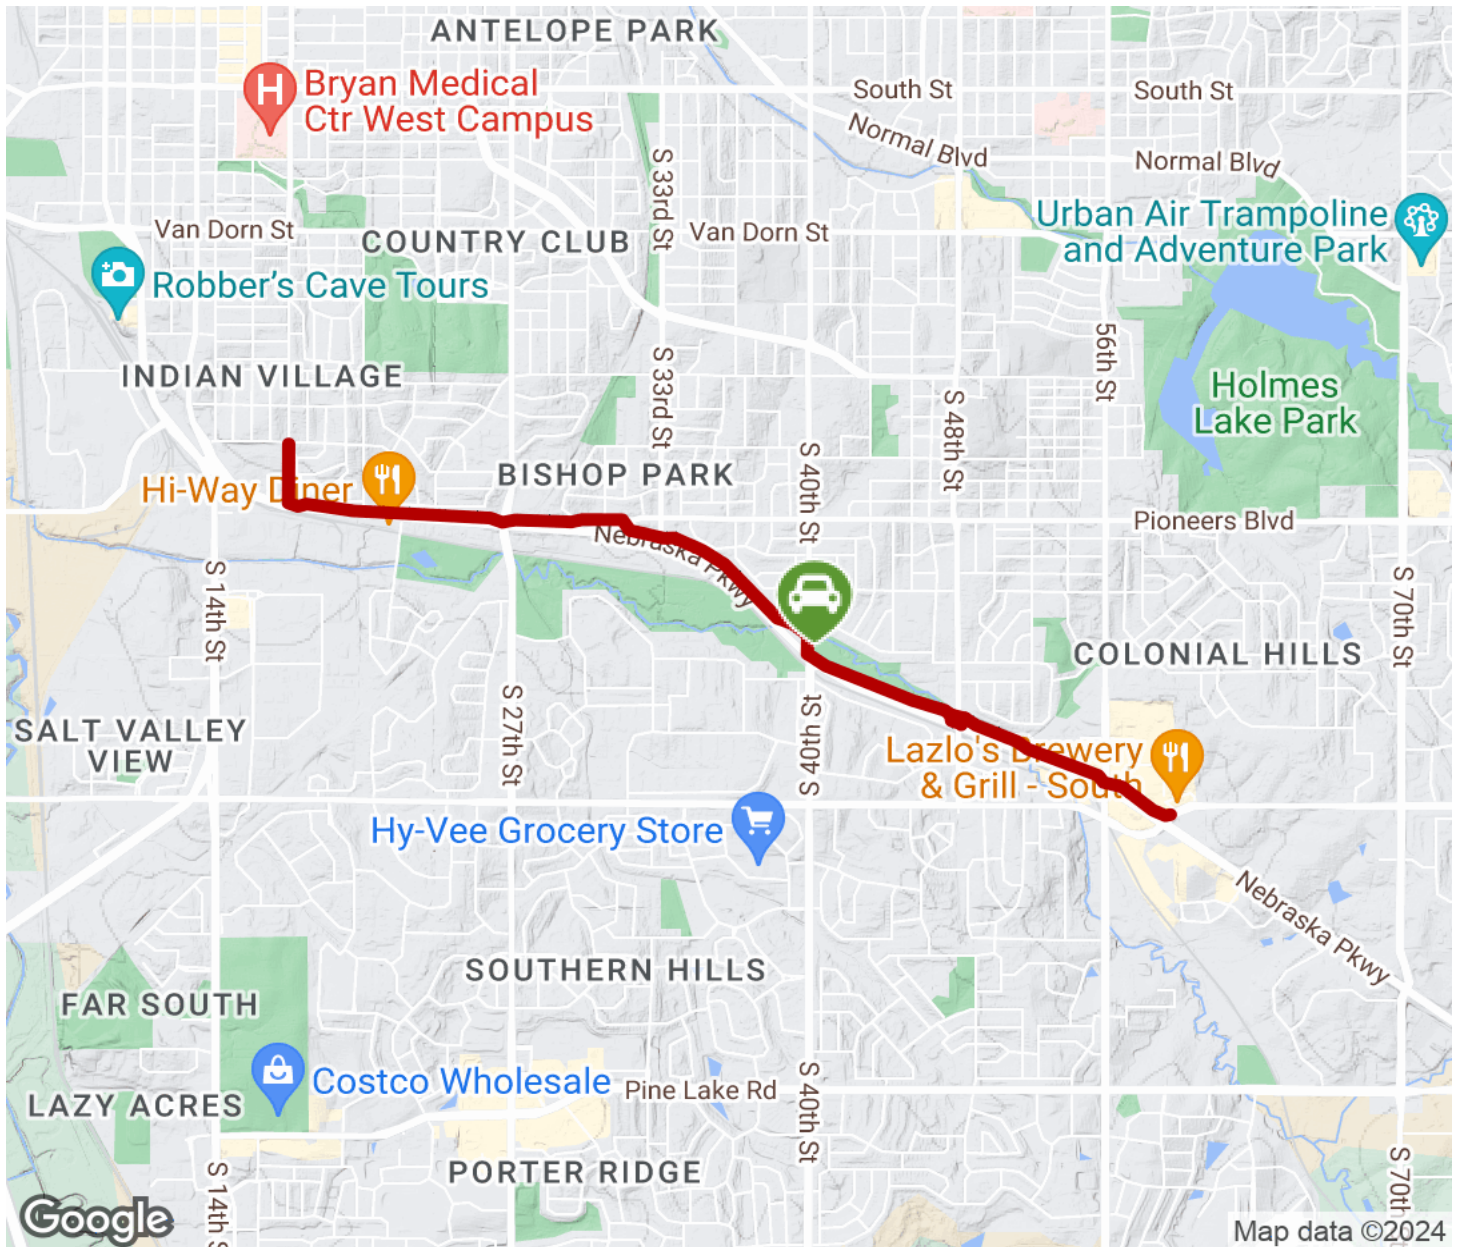 ANTELOPE PARK
H
Bryan Medical
Ctr West Campus
South St
South St
Normal Blvd
Normal Blvd
S 33rd St
Van Dorn St
COUNTRY CLUB
Van Dorn St
Urban Air Trampoline
and Adventure Park
Robber's Cave Tours
INDIAN VILLAGE
S 33rd St
56th St
Holmes
Lake Park
S 48th St
S 40th St
BISHOP PARK
Hi-Way Diner
Pioneers Blvd
Nebraska Pkwy
S 14th St
S 70th St
COLONIAL HILLS
S 27th St
S 40th St
SALT VALLEY
VIEW
Lazlo's Brewery
& Grill - South
Hy-Vee Grocery Store
Nebraska Pkwy
SOUTHERN HILLS
FAR SOUTH
Costco Wholesale
Pine Lake Rd
LAZY ACRES
S 40th St
PORTER RIDGE
S 14th S
S 70th
Google
Map data ©2024